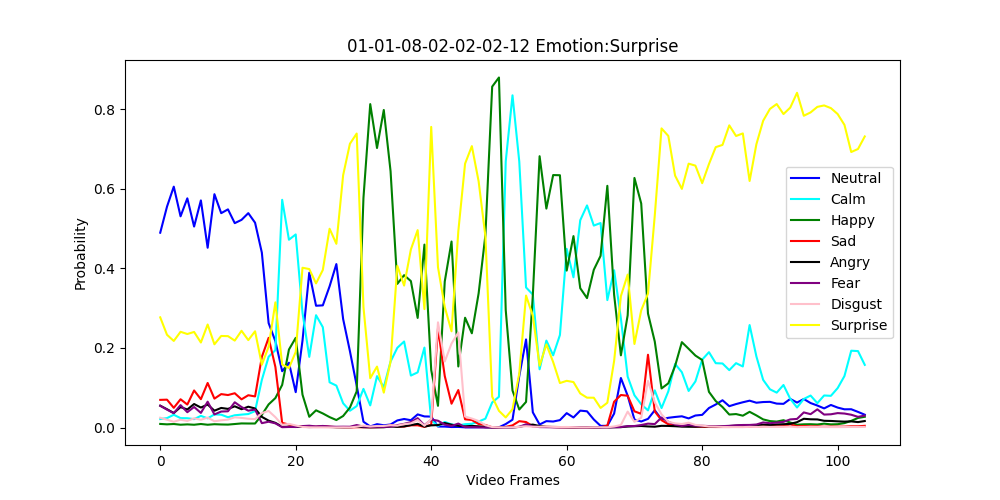 01-01-08-02-02-02-12 Emotion:Surprise
Probability
0.8
0.6
0.4
0.2
0.0
0 20 40 60 80 100
Video Frames
Neutral
Calm
Happy
Sad
Angry
Fear
Disgust
Surprise